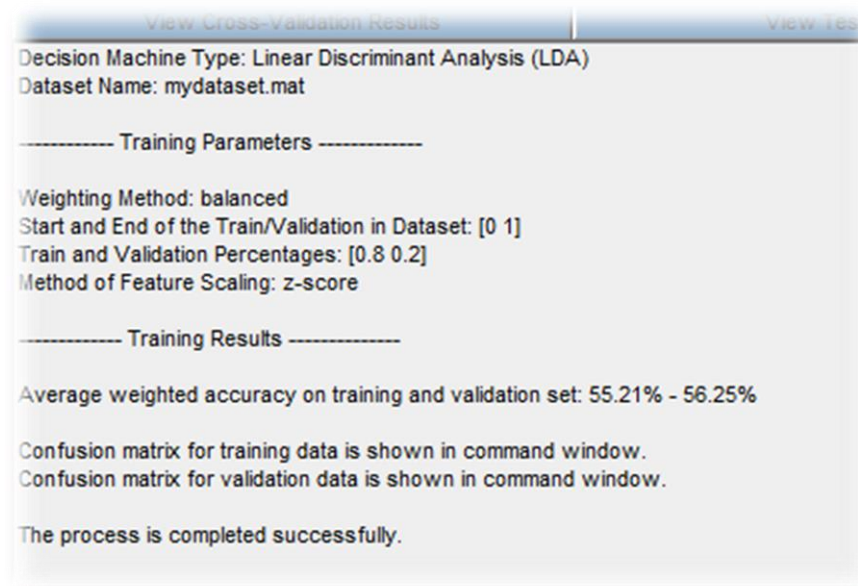 View Cross-Validation Results View Tes
Decision Machine Type: Linear Discriminant Analysis (LDA)
Dataset Name: mydataset.mat
------------ Training Parameters -------------
Weighting Method: balanced
Start and End of the Train/Validation in Dataset: [0 1]
Train and Validation Percentages: [0.8 0.2]
Method of Feature Scaling: z-score
------------- Training Results --------------
Average weighted accuracy on training and validation set: 55.21% - 56.25%
Confusion matrix for training data is shown in command window.
Confusion matrix for validation data is shown in command window.
The process is completed successfully.